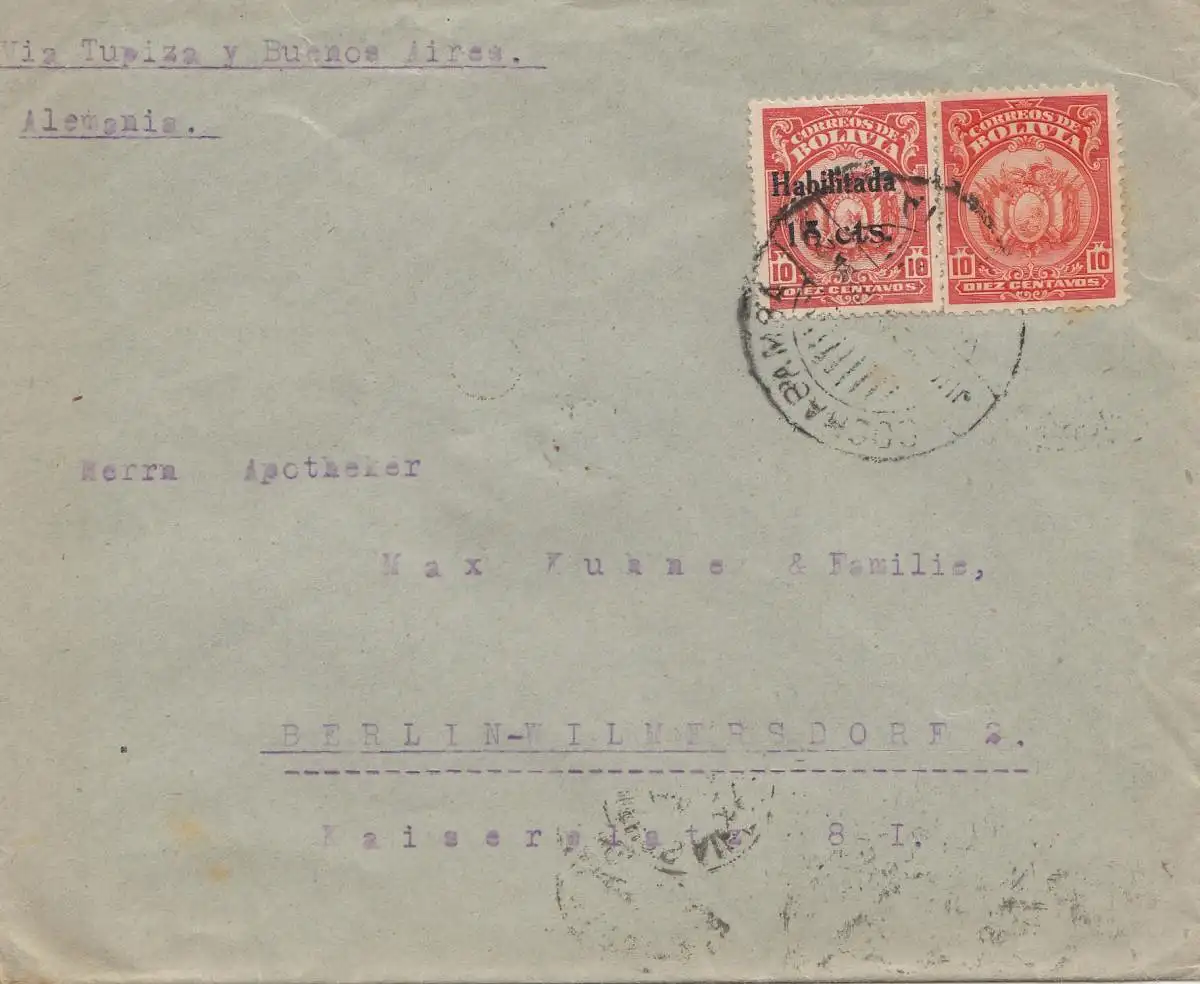 Via Tupiza y Buenos Aires.
Alemania.
CORREOS DE
BOLIVIA
Habilitada
15 cts.
10 10
DIEZ CENTAVOS
CORREOS DE
BOLIVIA
10 10
DIEZ CENTAVOS
COCHABAMBA
Herrn Apotheker
Max Kuhne & Familie,
BERLIN-WILMERSDORF 2.
Kaiserplatz 8-I.